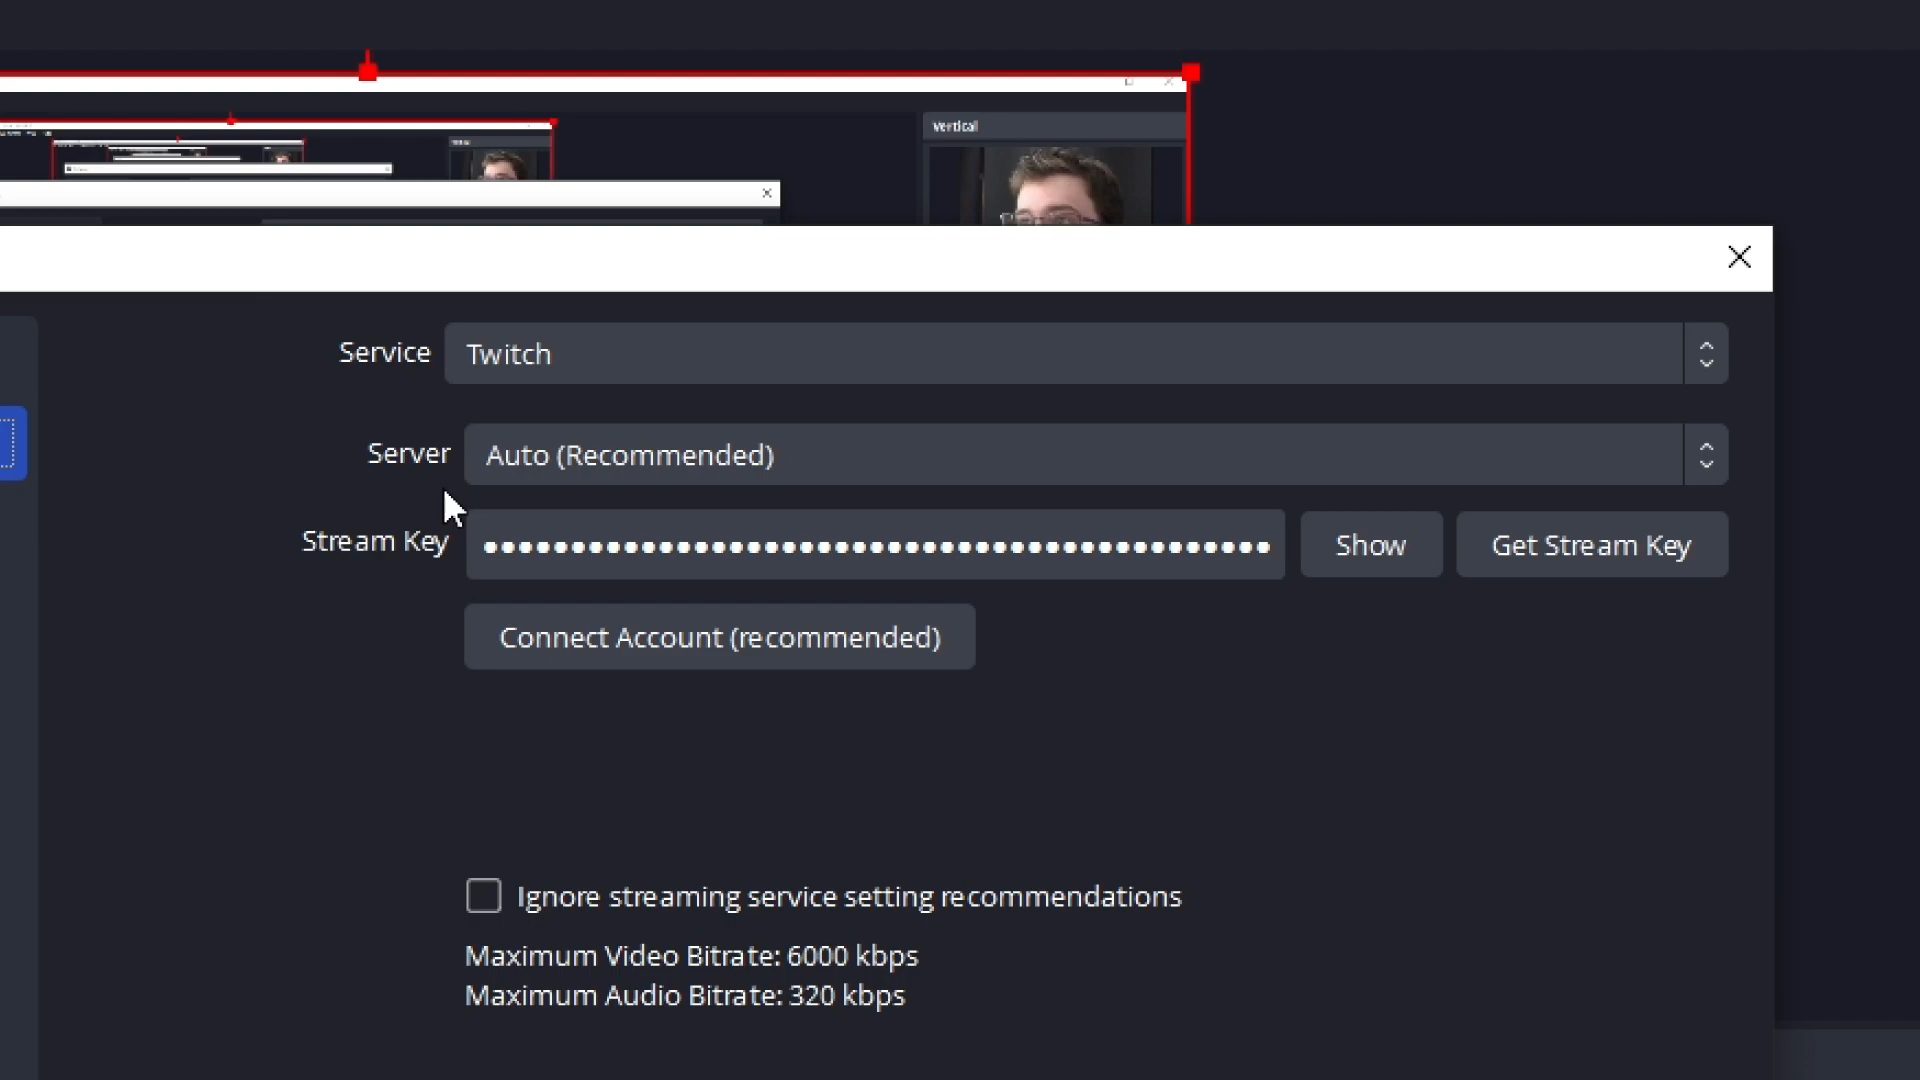 Vertical
Service Twitch
Server Auto (Recommended)
Stream Key ●●●●●●●●●●●●●●●●●●●●●●●●●●●●●●●●●●●●●●●●●●●●● Show Get Stream Key
Connect Account (recommended)
Ignore streaming service setting recommendations
Maximum Video Bitrate: 6000 kbps
Maximum Audio Bitrate: 320 kbps